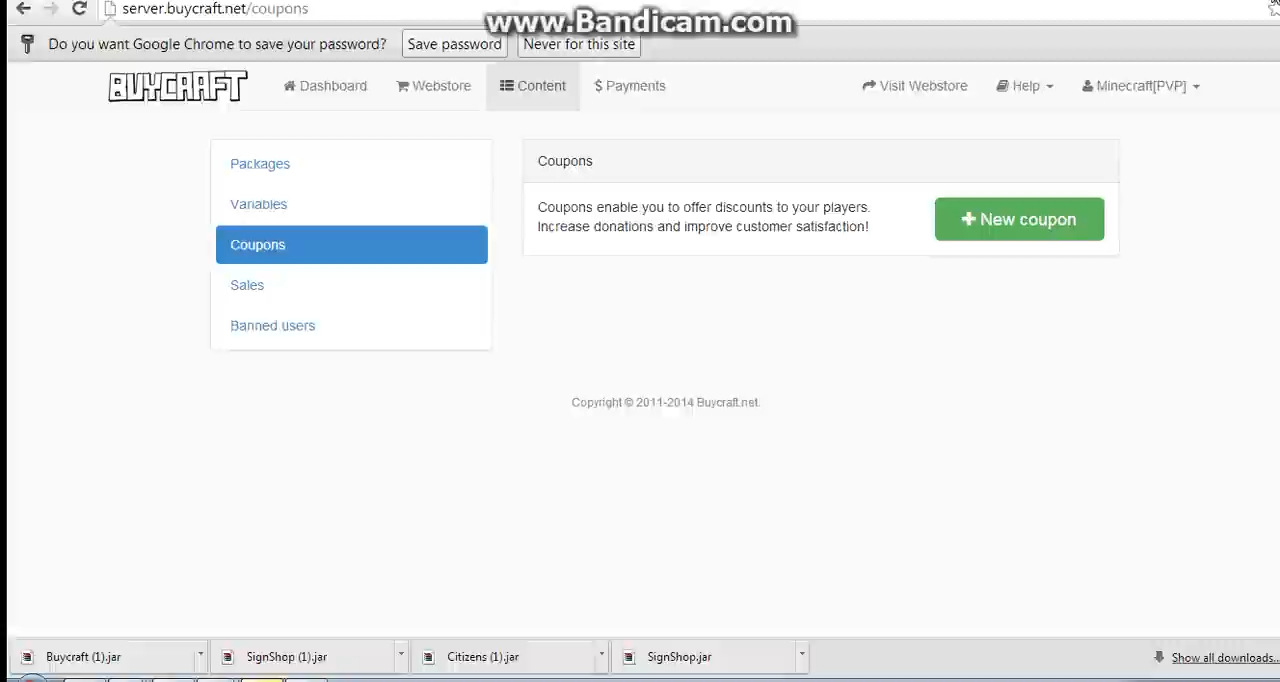 server.buycraft.net/coupons
www.Bandicam.com
Do you want Google Chrome to save your password? Save password Never for this site
BUYCRAFT Dashboard Webstore Content $ Payments Visit Webstore Help Minecraft[PVP]
Packages
Variables
Coupons
Sales
Banned users
Coupons
Coupons enable you to offer discounts to your players.
Increase donations and improve customer satisfaction!
+ New coupon
Copyright © 2011-2014 Buycraft.net.
Buycraft (1).jar SignShop (1).jar Citizens (1).jar SignShop.jar Show all downloads...